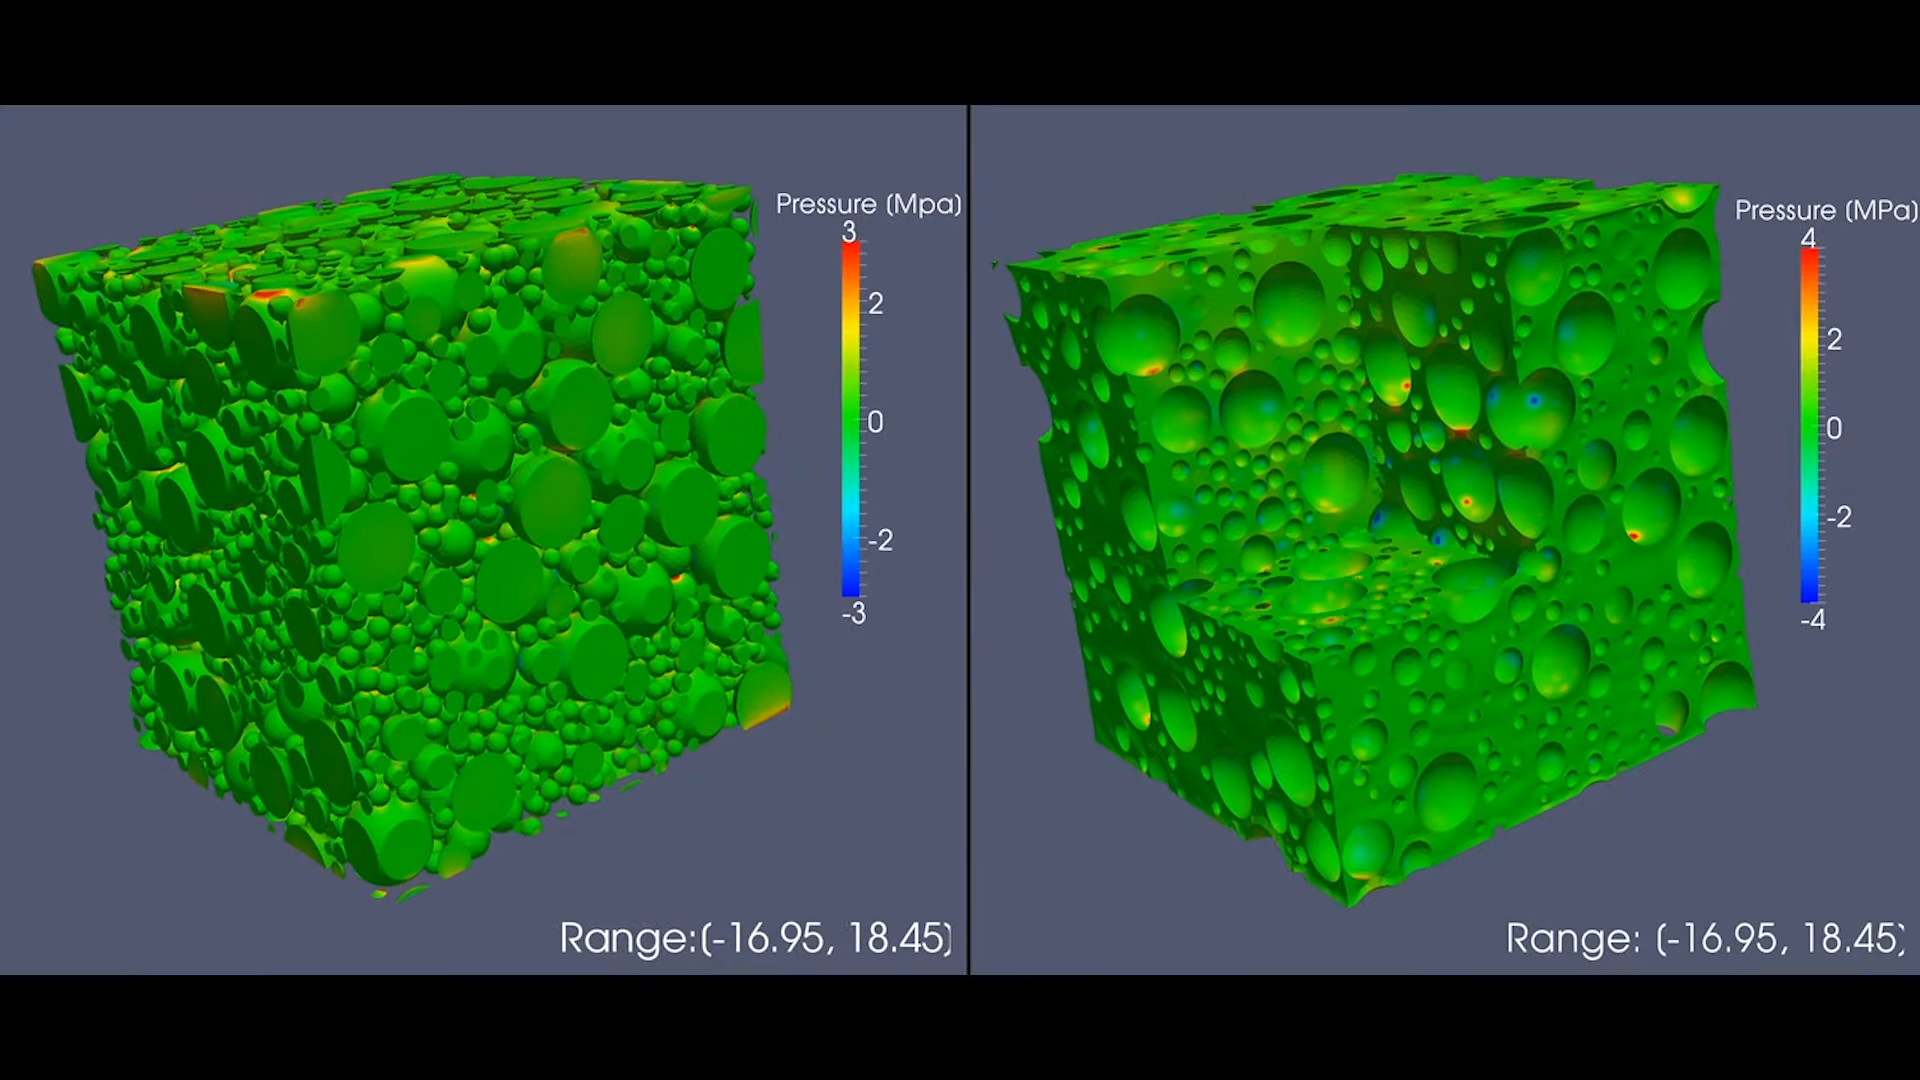 Pressure (Mpa)
3
2
0
-2
-3
Range:(-16.95, 18.45)
Pressure (MPa)
4
2
0
-2
-4
Range: (-16.95, 18.45)